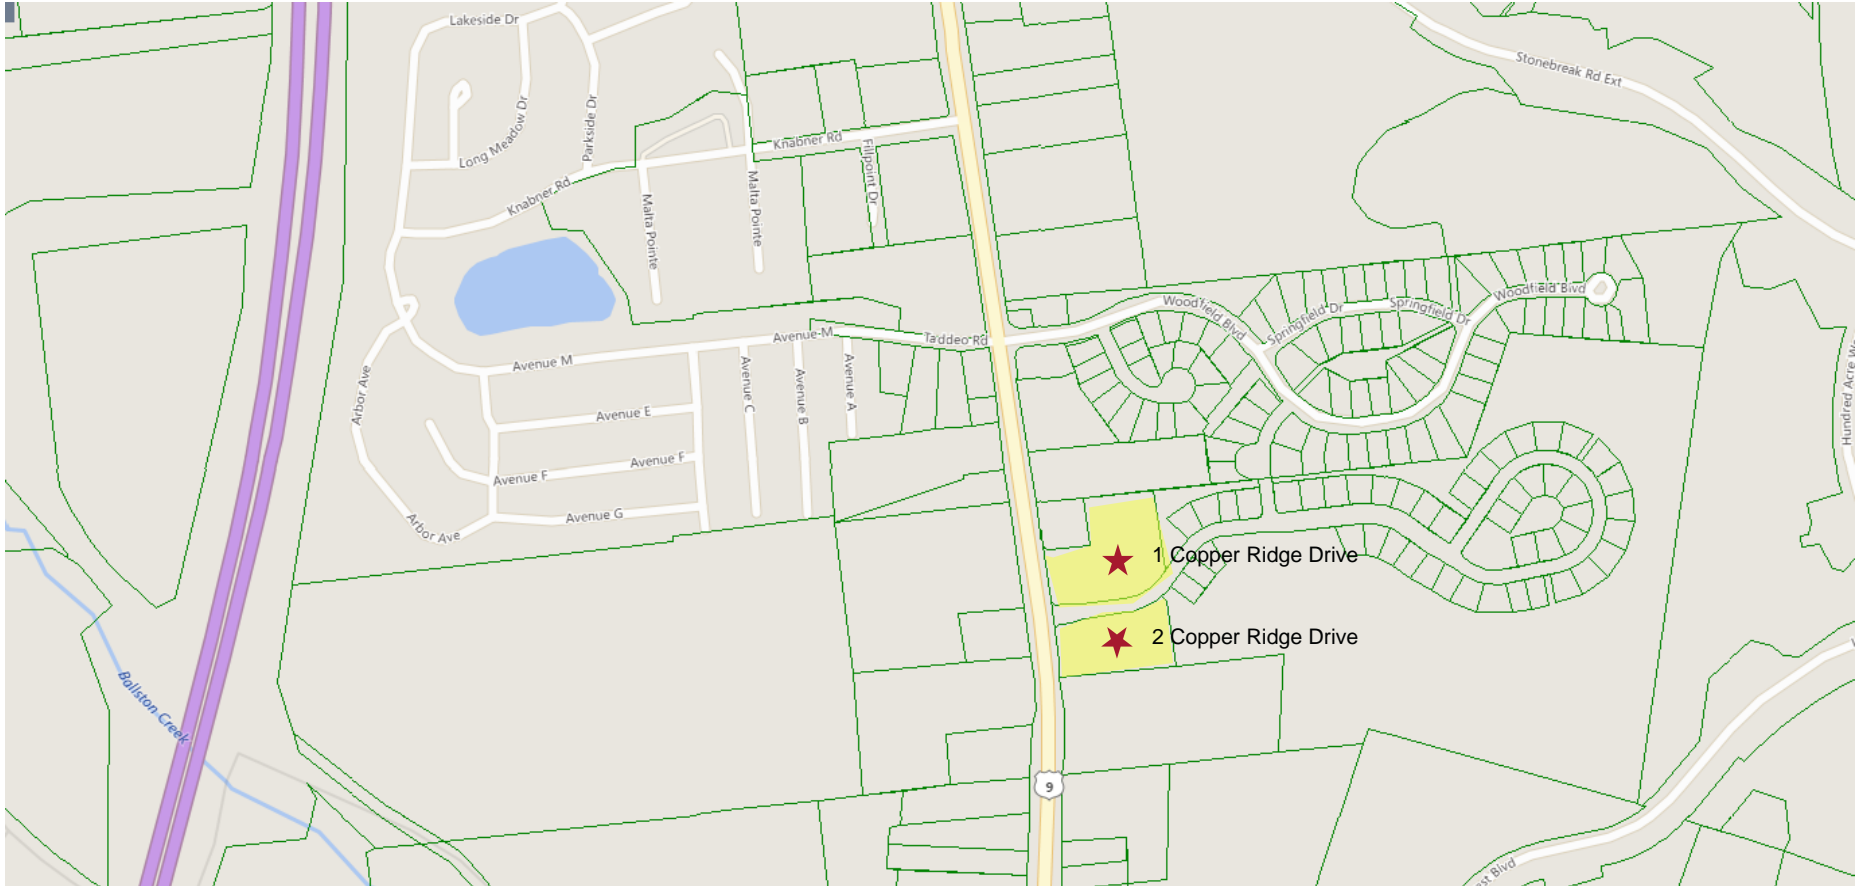 Lakeside Dr
Stonebreak Rd Ext
Long Meadow Dr
Parkside Dr
Knabner Rd
Fillpoint Dr
Knabner Rd
Malta Pointe
Malta Pointe
Woodfield Blvd
Springfield Dr
Springfield Dr
Woodfield Blvd
Avenue M
Taddeo Rd
Avenue M
Arbor Ave
Avenue C
Avenue B
Avenue A
Hundred Acre
Avenue E
Avenue F
Avenue F
Avenue G
Arbor Ave
1 Copper Ridge Drive
2 Copper Ridge Drive
Ballston Creek
9
st Blvd